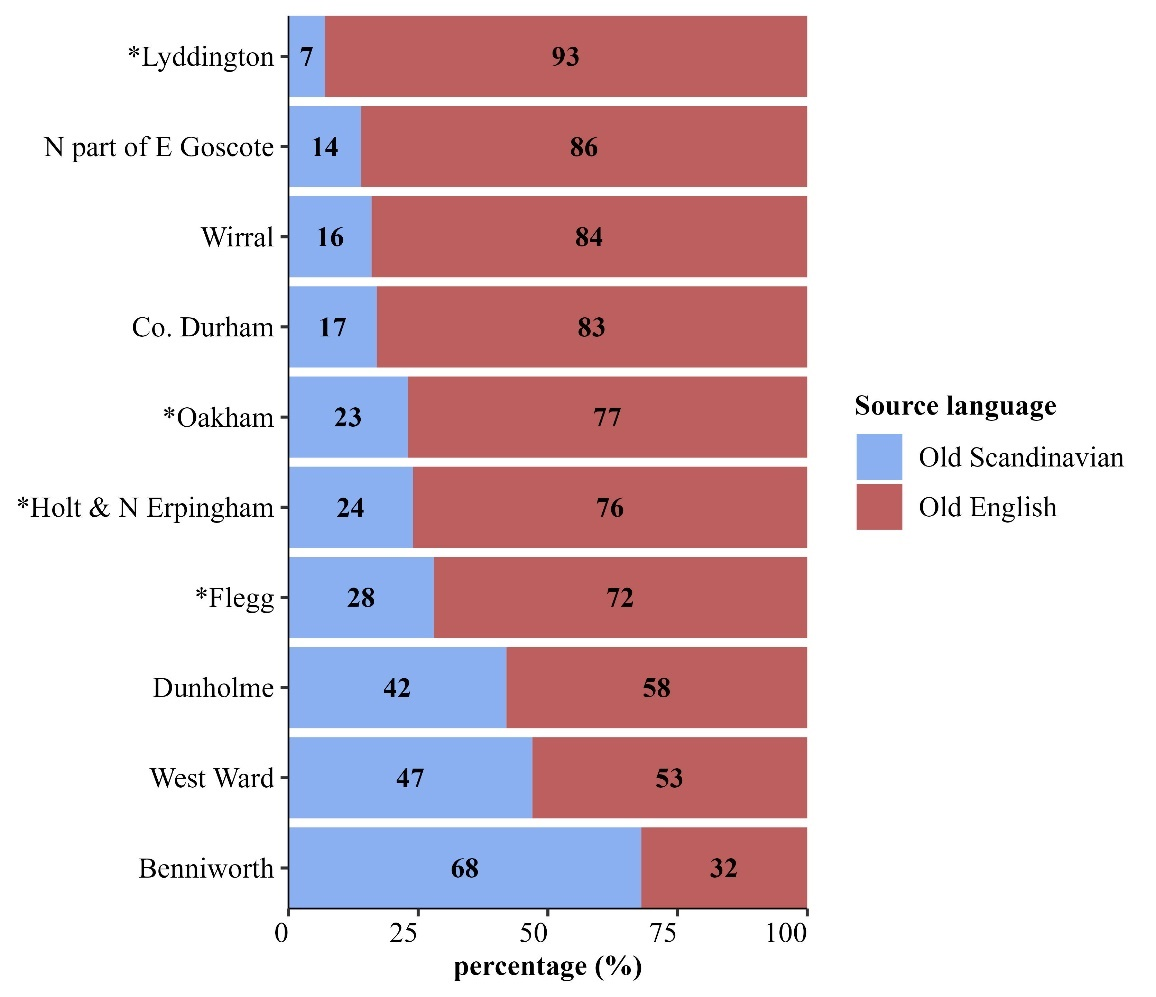 *Lyddington 7 93
N part of E Goscote 14 86
Wirral 16 84
Co. Durham 17 83
*Oakham 23 77
*Holt & N Erpingham 24 76
*Flegg 28 72
Dunholme 42 58
West Ward 47 53
Benniworth 68 32
0 25 50 75 100
percentage (%)
Source language
Old Scandinavian
Old English